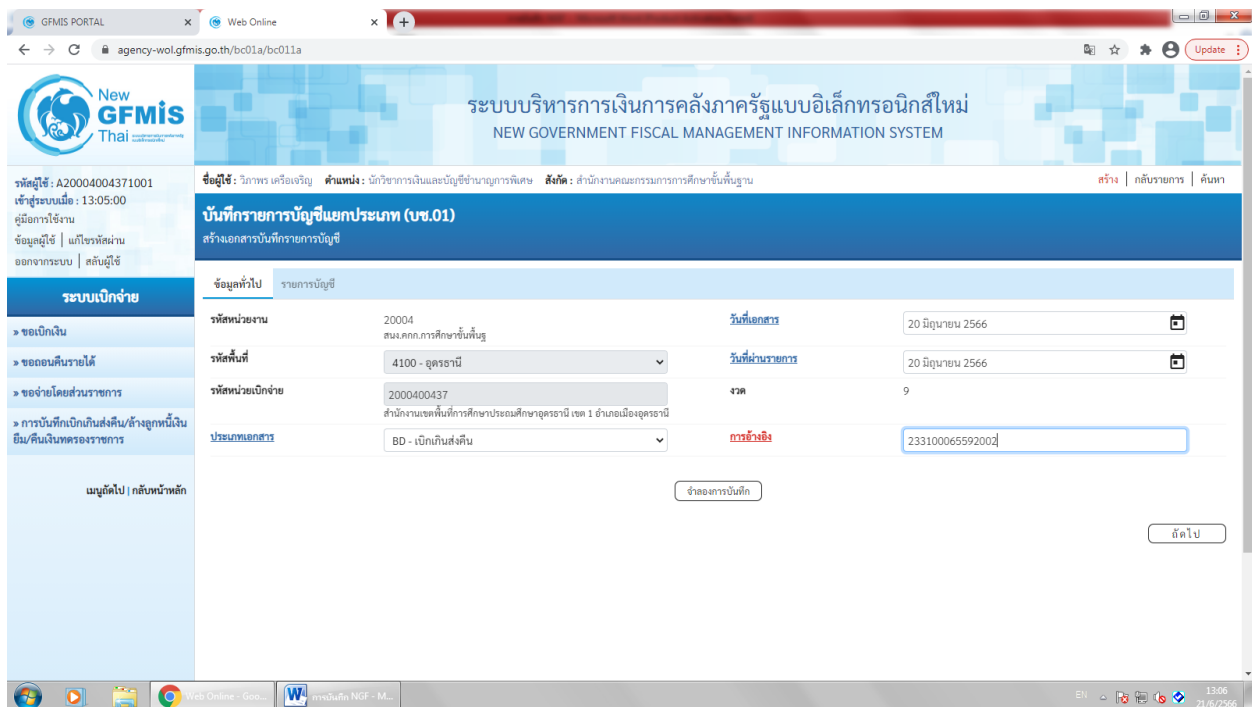 GFMIS PORTAL
Web Online
agency-wol.gfmis.go.th/bc01a/bc011a
Update
New
GFMIS
Thai
ระบบบริหารการเงินการคลังภาครัฐแบบอิเล็กทรอนิกส์ใหม่
NEW GOVERNMENT FISCAL MANAGEMENT INFORMATION SYSTEM
รหัสผู้ใช้ : A20004004371001
เข้าสู่ระบบเมื่อ : 13:05:00
คู่มือการใช้งาน
ข้อมูลผู้ใช้ | แก้ไขรหัสผ่าน
ออกจากระบบ | สลับผู้ใช้
ชื่อผู้ใช้ : วิภาพร เครือเจริญ ตำแหน่ง : นักวิชาการเงินและบัญชีชำนาญการพิเศษ สังกัด : สำนักงานคณะกรรมการการศึกษาขั้นพื้นฐาน
สร้าง | กลับรายการ | ค้นหา
บันทึกรายการบัญชีแยกประเภท (บช.01)
สร้างเอกสารบันทึกรายการบัญชี
ระบบเบิกจ่าย
» ขอเบิกเงิน
» ขอถอนคืนรายได้
» ขอจ่ายโดยส่วนราชการ
» การบันทึกเบิกเกินส่งคืน/ล้างลูกหนี้เงิน
ยืม/คืนเงินทดรองราชการ
เมนูถัดไป | กลับหน้าหลัก
ข้อมูลทั่วไป รายการบัญชี
รหัสหน่วยงาน 20004
สนง.คกก.การศึกษาขั้นพื้นฐ
วันที่เอกสาร 20 มิถุนายน 2566
รหัสพื้นที่ 4100 - อุดรธานี
วันที่ผ่านรายการ 20 มิถุนายน 2566
รหัสหน่วยเบิกจ่าย 2000400437
สำนักงานเขตพื้นที่การศึกษาประถมศึกษาอุดรธานี เขต 1 อำเภอเมืองอุดรธานี
งวด 9
ประเภทเอกสาร BD - เบิกเกินส่งคืน
การอ้างอิง 233100065592002
จำลองการบันทึก
ถัดไป
Web Online - Goo...
การบันทึก NGF - M...
EN
13:06
21/6/2566